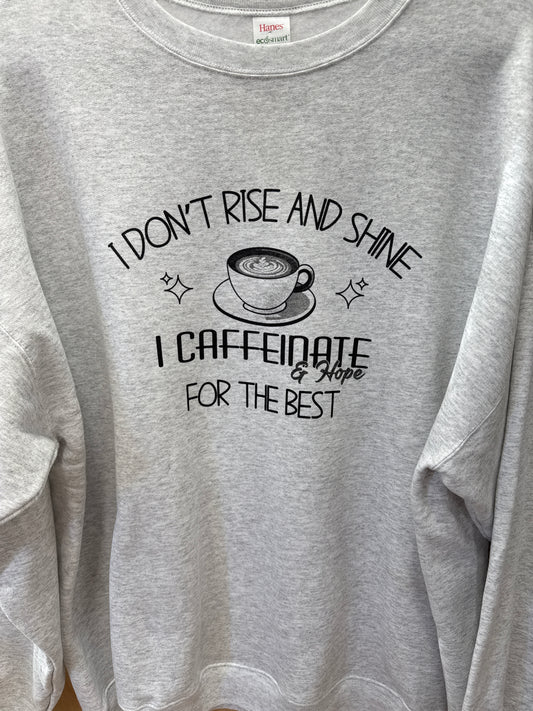 Hanes
ecosmart
I DON'T RISE AND SHINE
I CAFFEINATE
& Hope
FOR THE BEST